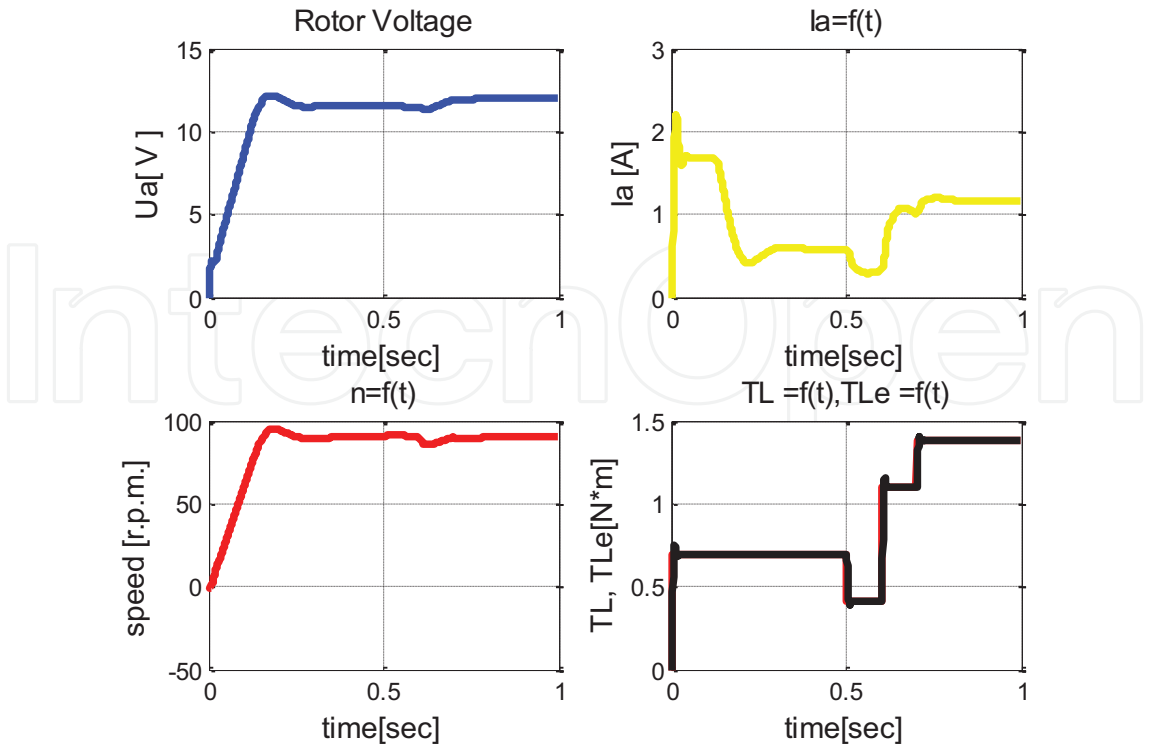 Rotor Voltage
15
10
5
0
Ua[ V ]
0 0.5 1
time[sec]
Ia=f(t)
3
2
1
0
Ia [A]
0 0.5 1
time[sec]
n=f(t)
100
50
0
-50
speed [r.p.m.]
0 0.5 1
time[sec]
TL =f(t),TLe =f(t)
1.5
1
0.5
0
TL, TLe[N*m]
0 0.5 1
time[sec]
IntechOpen